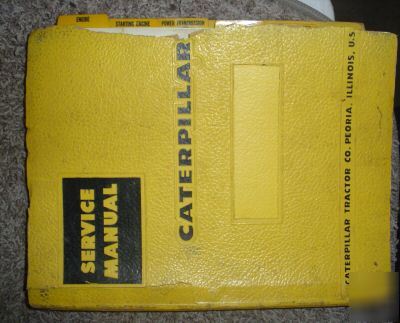 ENGINE
STARTING ENGINE
POWER TRANSMISSION
SERVICE
MANUAL
CATERPILLAR
CATERPILLAR TRACTOR CO. PEORIA, ILLINOIS, U.S